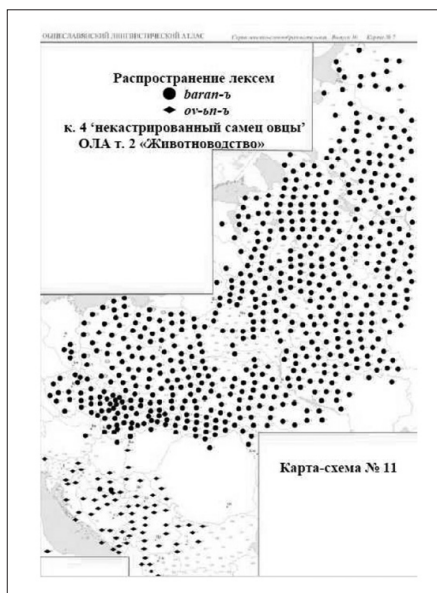 ОБЩЕСЛАВЯНСКИЙ ЛИНГВИСТИЧЕСКИЙ АТЛАС
Распространение лексем
baran-ъ
ov-ьn-ъ
к. 4 ‘некастрированный самец овцы’
ОЛА т. 2 «Животноводство»
Карта-схема № 11